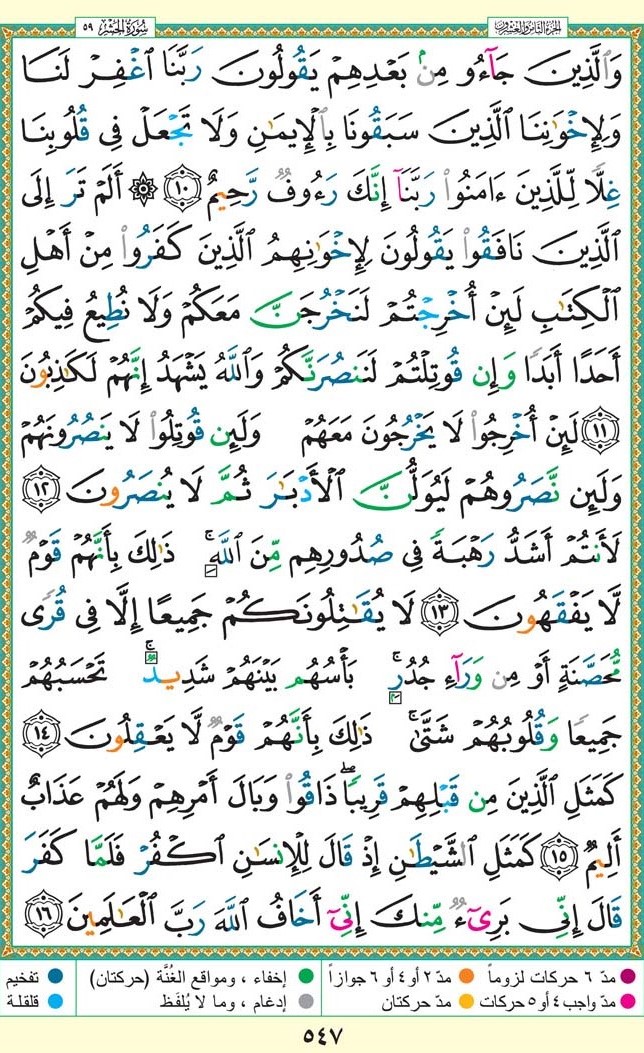 سُورَةُ الحَشْرِ ٥٩
الجزء الثامن والعشرون
وَٱلَّذِينَ جَآءُو مِنۢ بَعْدِهِمْ يَقُولُونَ رَبَّنَا ٱغْفِرْ لَنَا
وَلِإِخْوَٰنِنَا ٱلَّذِينَ سَبَقُونَا بِٱلْإِيمَٰنِ وَلَا تَجْعَلْ فِى قُلُوبِنَا
غِلًّا لِّلَّذِينَ ءَامَنُوا۟ رَبَّنَآ إِنَّكَ رَءُوفٌ رَّحِيمٌ ١٠ ۞ أَلَمْ تَرَ إِلَى
ٱلَّذِينَ نَافَقُوا۟ يَقُولُونَ لِإِخْوَٰنِهِمُ ٱلَّذِينَ كَفَرُوا۟ مِنْ أَهْلِ
ٱلْكِتَٰبِ لَئِنْ أُخْرِجْتُمْ لَنَخْرُجَنَّ مَعَكُمْ وَلَا نُطِيعُ فِيكُمْ
أَحَدًا أَبَدًا وَإِن قُوتِلْتُمْ لَنَنصُرَنَّكُمْ وَٱللَّهُ يَشْهَدُ إِنَّهُمْ لَكَٰذِبُونَ
١١ لَئِنْ أُخْرِجُوا۟ لَا يَخْرُجُونَ مَعَهُمْ وَلَئِن قُوتِلُوا۟ لَا يَنصُرُونَهُمْ
وَلَئِن نَّصَرُوهُمْ لَيُوَلُّنَّ ٱلْأَدْبَٰرَ ثُمَّ لَا يُنصَرُونَ ١٢
لَأَنتُمْ أَشَدُّ رَهْبَةً فِى صُدُورِهِم مِّنَ ٱللَّهِ ۚ ذَٰلِكَ بِأَنَّهُمْ قَوْمٌ
لَّا يَفْقَهُونَ ١٣ لَا يُقَٰتِلُونَكُمْ جَمِيعًا إِلَّا فِى قُرًى
مُّحَصَّنَةٍ أَوْ مِن وَرَآءِ جُدُرٍۭ ۚ بَأْسُهُم بَيْنَهُمْ شَدِيدٌ ۚ تَحْسَبُهُمْ
جَمِيعًا وَقُلُوبُهُمْ شَتَّىٰ ۚ ذَٰلِكَ بِأَنَّهُمْ قَوْمٌ لَّا يَعْقِلُونَ ١٤
كَمَثَلِ ٱلَّذِينَ مِن قَبْلِهِمْ قَرِيبًا ۖ ذَاقُوا۟ وَبَالَ أَمْرِهِمْ وَلَهُمْ عَذَابٌ
أَلِيمٌ ١٥ كَمَثَلِ ٱلشَّيْطَٰنِ إِذْ قَالَ لِلْإِنسَٰنِ ٱكْفُرْ فَلَمَّا كَفَرَ
قَالَ إِنِّى بَرِىٓءٌ مِّنكَ إِنِّىٓ أَخَافُ ٱللَّهَ رَبَّ ٱلْعَٰلَمِينَ ١٦
مدّ ٦ حركات لزوماً مدّ ٢ أو ٤ أو ٦ جوازاً إخفاء ، ومواقع الغُنَّة (حركتان) تفخيم
مدّ واجب ٤ أو ٥ حركات مدّ حركتان إدغام ، وما لا يُلفَظ قلقلة
٥٤٧